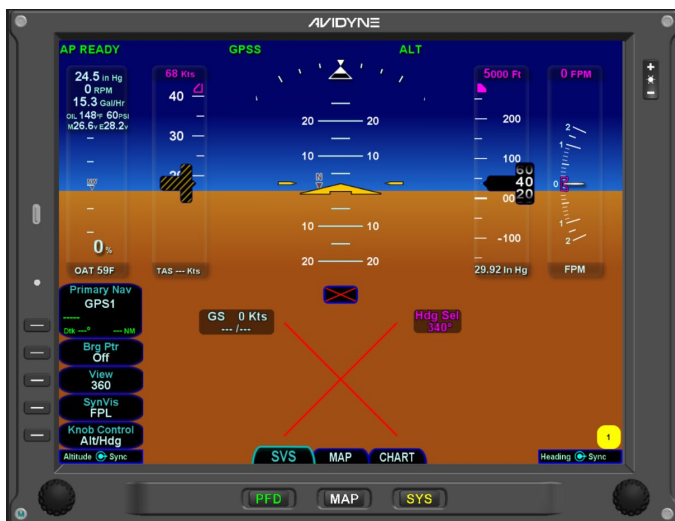 AVIDYNE
AP READY GPSS ALT
24.5 in Hg
0 RPM
15.3 Gal/Hr
OIL 148°F 60PSI
M26.6v E28.2v
0%
OAT 59F
68 Kts
40
30
20
TAS --- Kts
20 20
10 10
N
10 10
20 20
5000 Ft
200
100
60
40
20
00
-100
29.92 In Hg
0 FPM
2
1
0
1
2
FPM
Primary Nav
GPS1
-----
Dtk ---° --- NM
Brg Ptr
Off
View
360
SynVis
FPL
Knob Control
Alt/Hdg
Altitude Sync
GS 0 Kts
--- /---
Hdg Sel
340°
1
SVS MAP CHART
Heading Sync
PFD MAP SYS
M